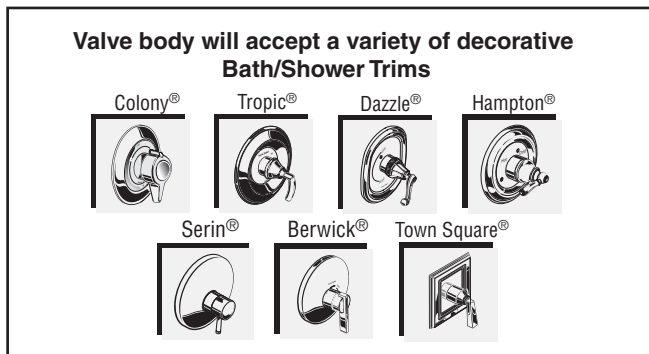 Valve body will accept a variety of decorative
Bath/Shower Trims
Colony® Tropic® Dazzle® Hampton®
Serin® Berwick® Town Square®